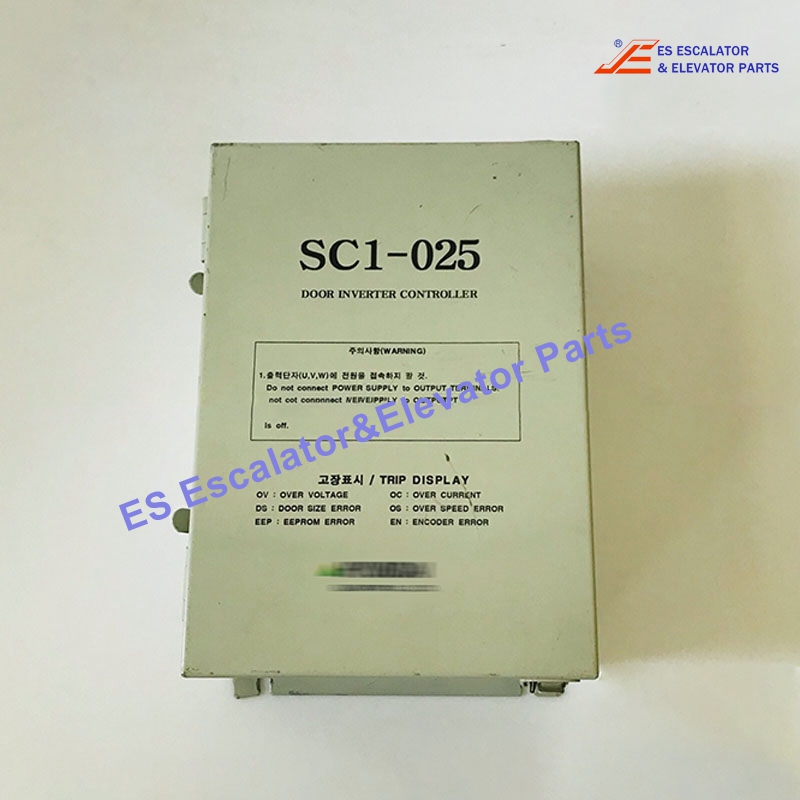 ® ES ESCALATOR
& ELEVATOR PARTS
SC1-025
DOOR INVERTER CONTROLLER
주의사항(WARNING)
1.출력단자(U,V,W)에 전원을 접속하지 말 것.
Do not connect POWER SUPPLY to OUTPUT TERMINALS.
not cot
Is off.
ES Escalator&Elevator Parts
고장표시 / TRIP DISPLAY
OV : OVER VOLTAGE OC : OVER CURRENT
DS : DOOR SIZE ERROR OS : OVER SPEED ERROR
EEP : EEPROM ERROR EN : ENCODER ERROR